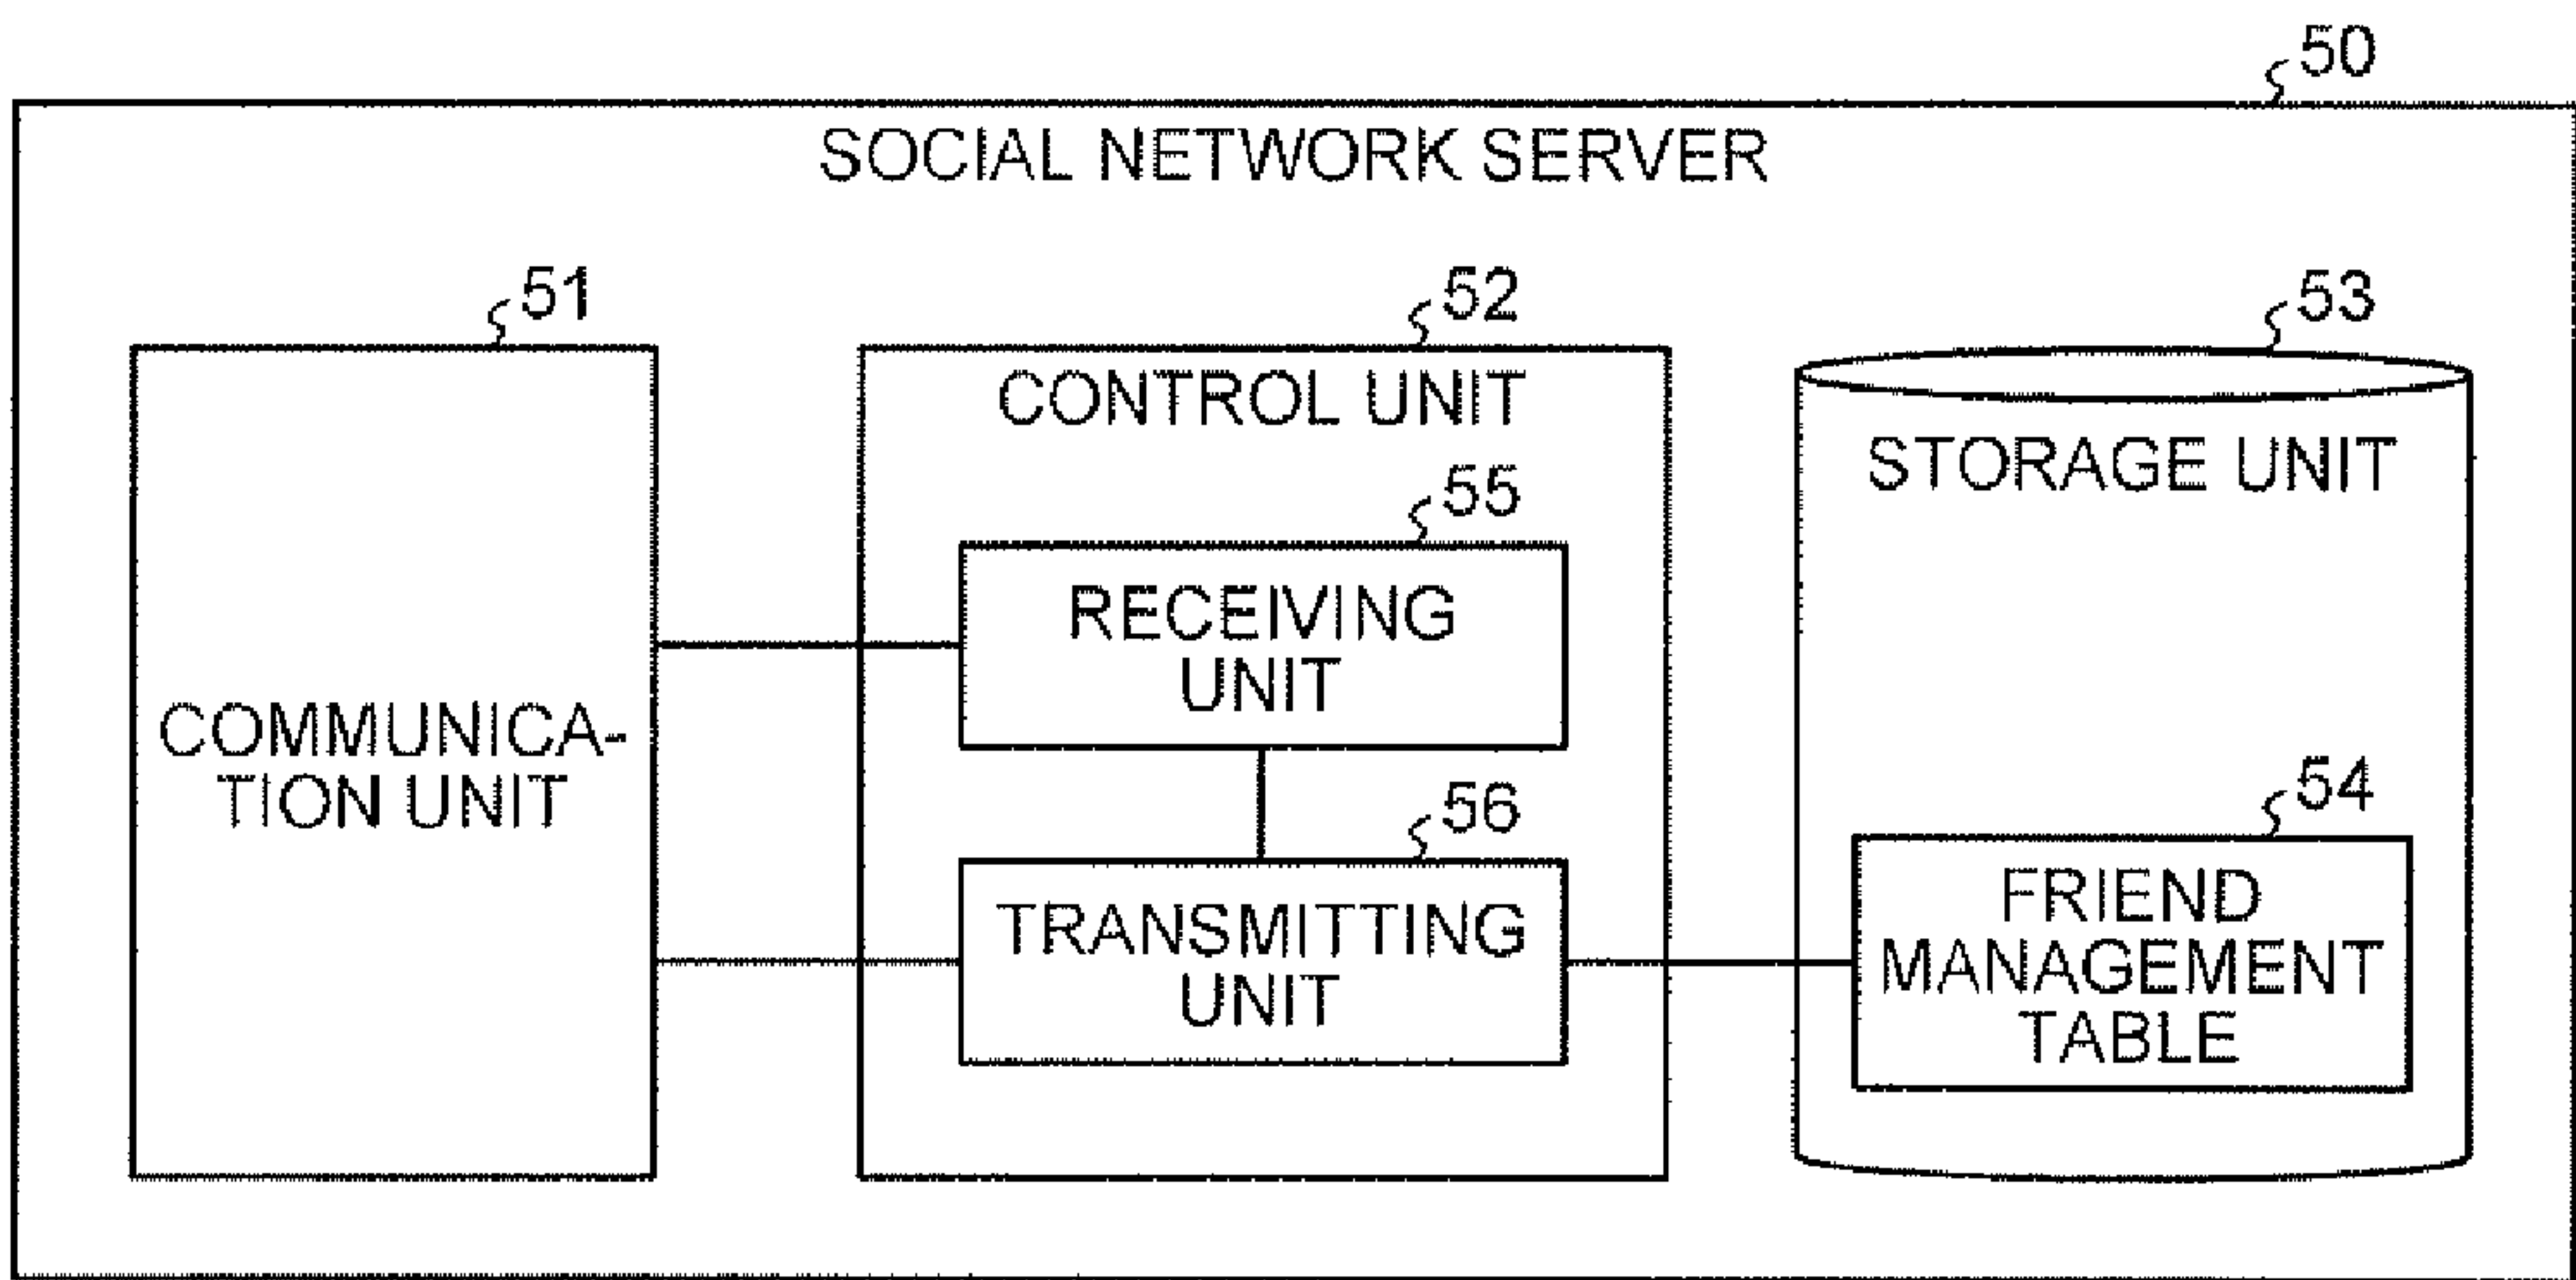 50
SOCIAL NETWORK SERVER
51
52
53
CONTROL UNIT
STORAGE UNIT
55
RECEIVING
UNIT
COMMUNICA-
TION UNIT
56
54
TRANSMITTING
UNIT
FRIEND
MANAGEMENT
TABLE